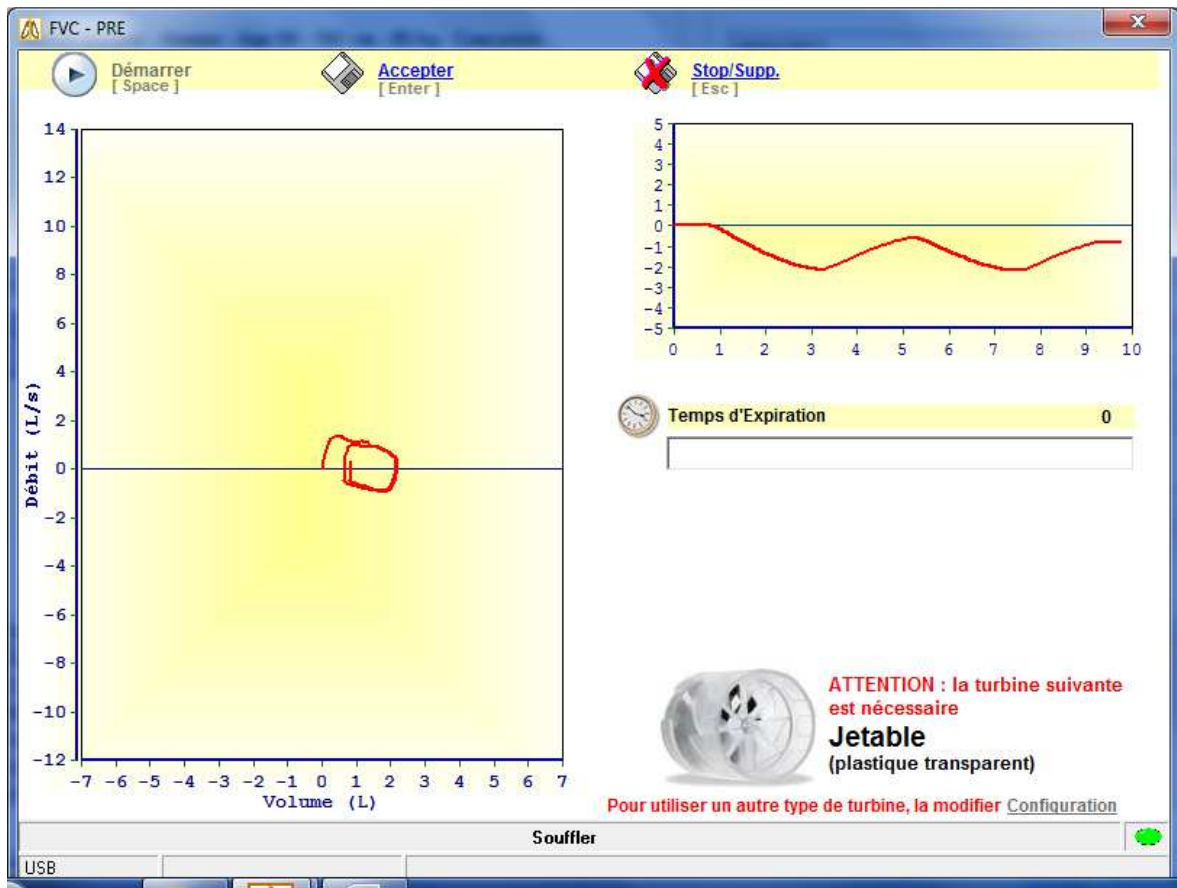 FVC - PRE
Démarrer
[ Space ]
Accepter
[ Enter ]
Stop/Supp.
[ Esc ]
14
12
10
8
6
4
2
0
-2
-4
-6
-8
-10
-12
Débit (L/s)
-7 -6 -5 -4 -3 -2 -1 0 1 2 3 4 5 6 7
Volume (L)
5
4
3
2
1
0
-1
-2
-3
-4
-5
0 1 2 3 4 5 6 7 8 9 10
Temps d'Expiration 0
ATTENTION : la turbine suivante
est nécessaire
Jetable
(plastique transparent)
Pour utiliser un autre type de turbine, la modifier Configuration
Souffler
USB